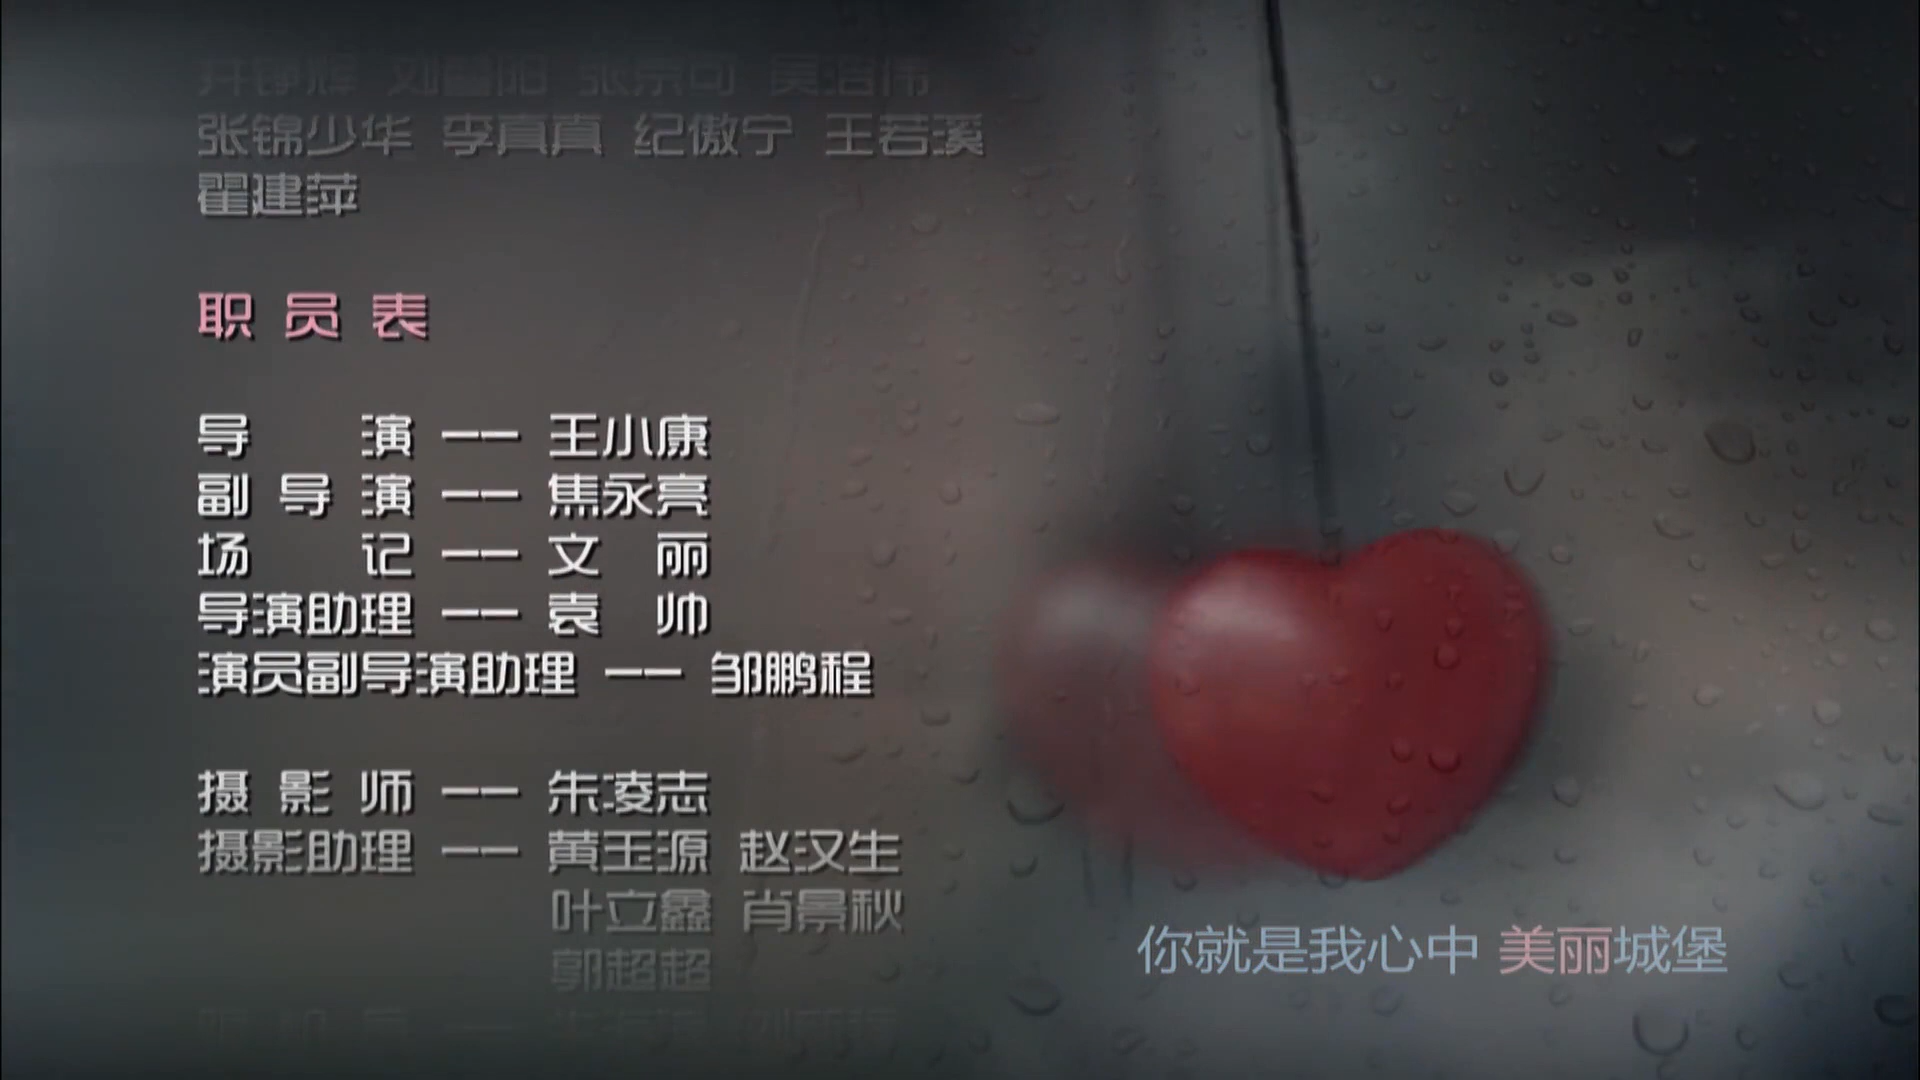 张锦少华 李真真 纪傲宁 王若溪
翟建萍
职员表
导 演 —— 王小康
副导演 —— 焦永亮
场 记 —— 文 丽
导演助理 —— 袁 帅
演员副导演助理 —— 邹鹏程
摄影师 —— 朱凌志
摄影助理 —— 黄玉源 赵汉生
叶立鑫 肖景秋
郭超超
你就是我心中 美丽城堡